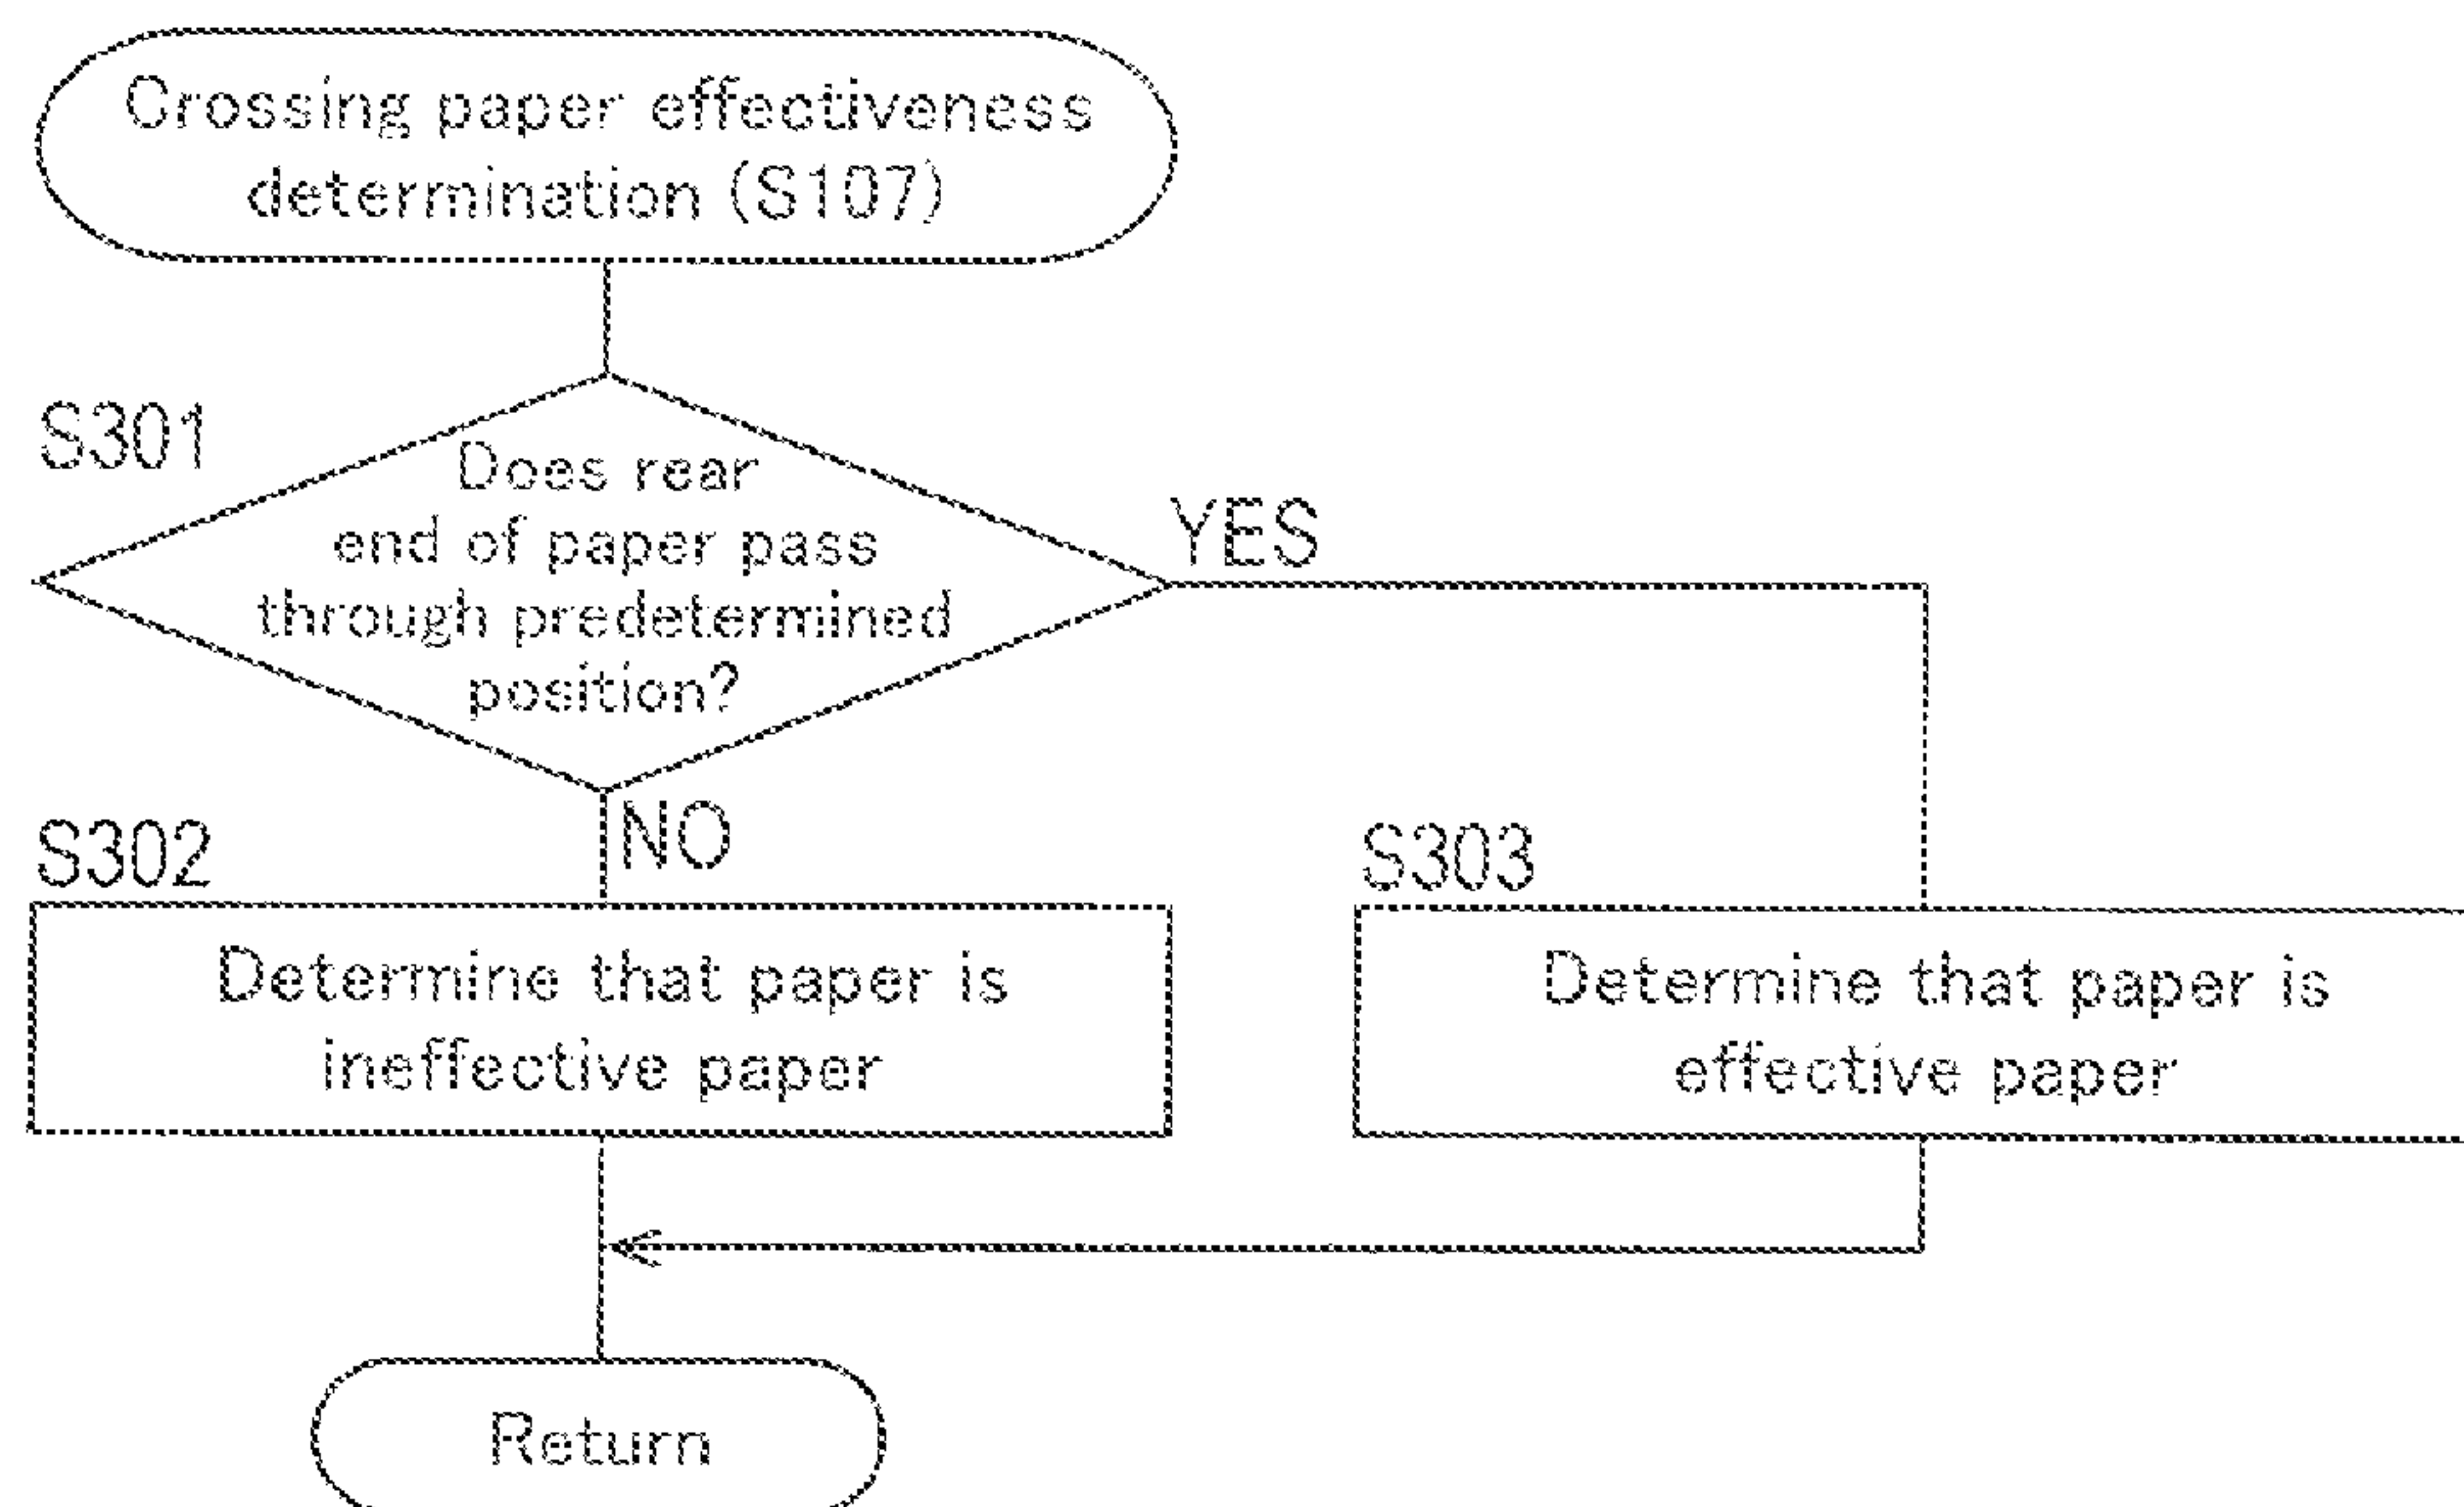 Crossing paper effectiveness
determination (S107)
S301
Does rear
end of paper pass
through predetermined
position?
YES
NO
S302
Determine that paper is
ineffective paper
S303
Determine that paper is
effective paper
Return